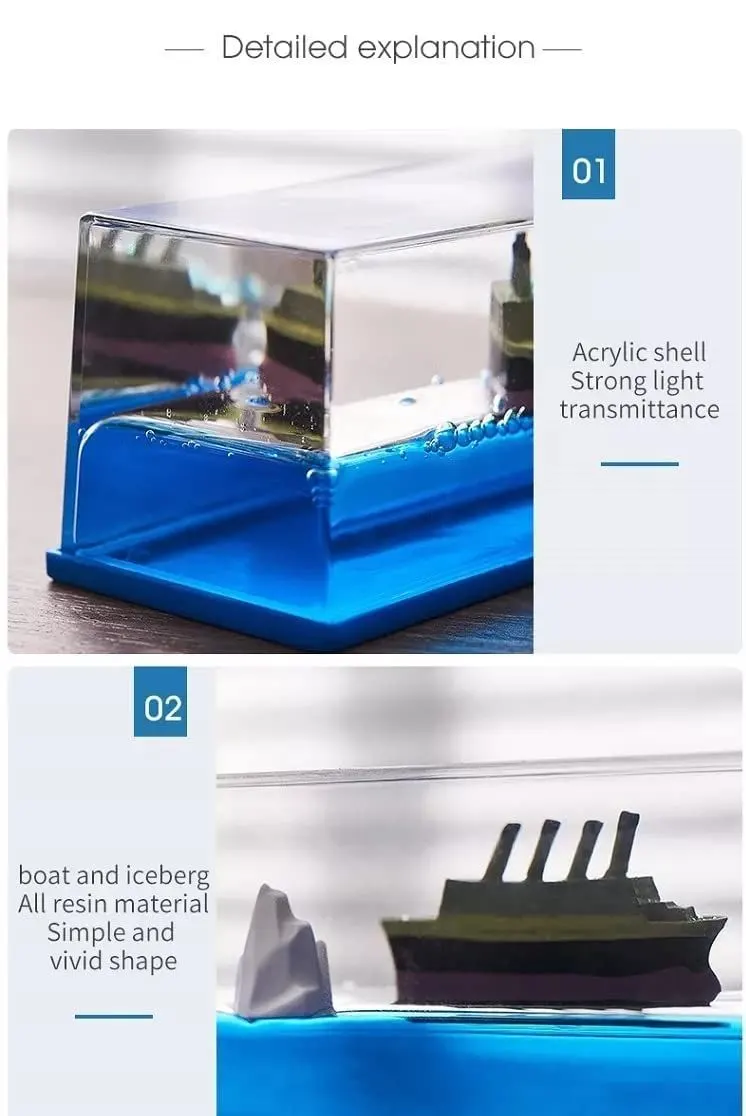 Detailed explanation
01
Acrylic shell
Strong light
transmittance
02
boat and iceberg
All resin material
Simple and
vivid shape